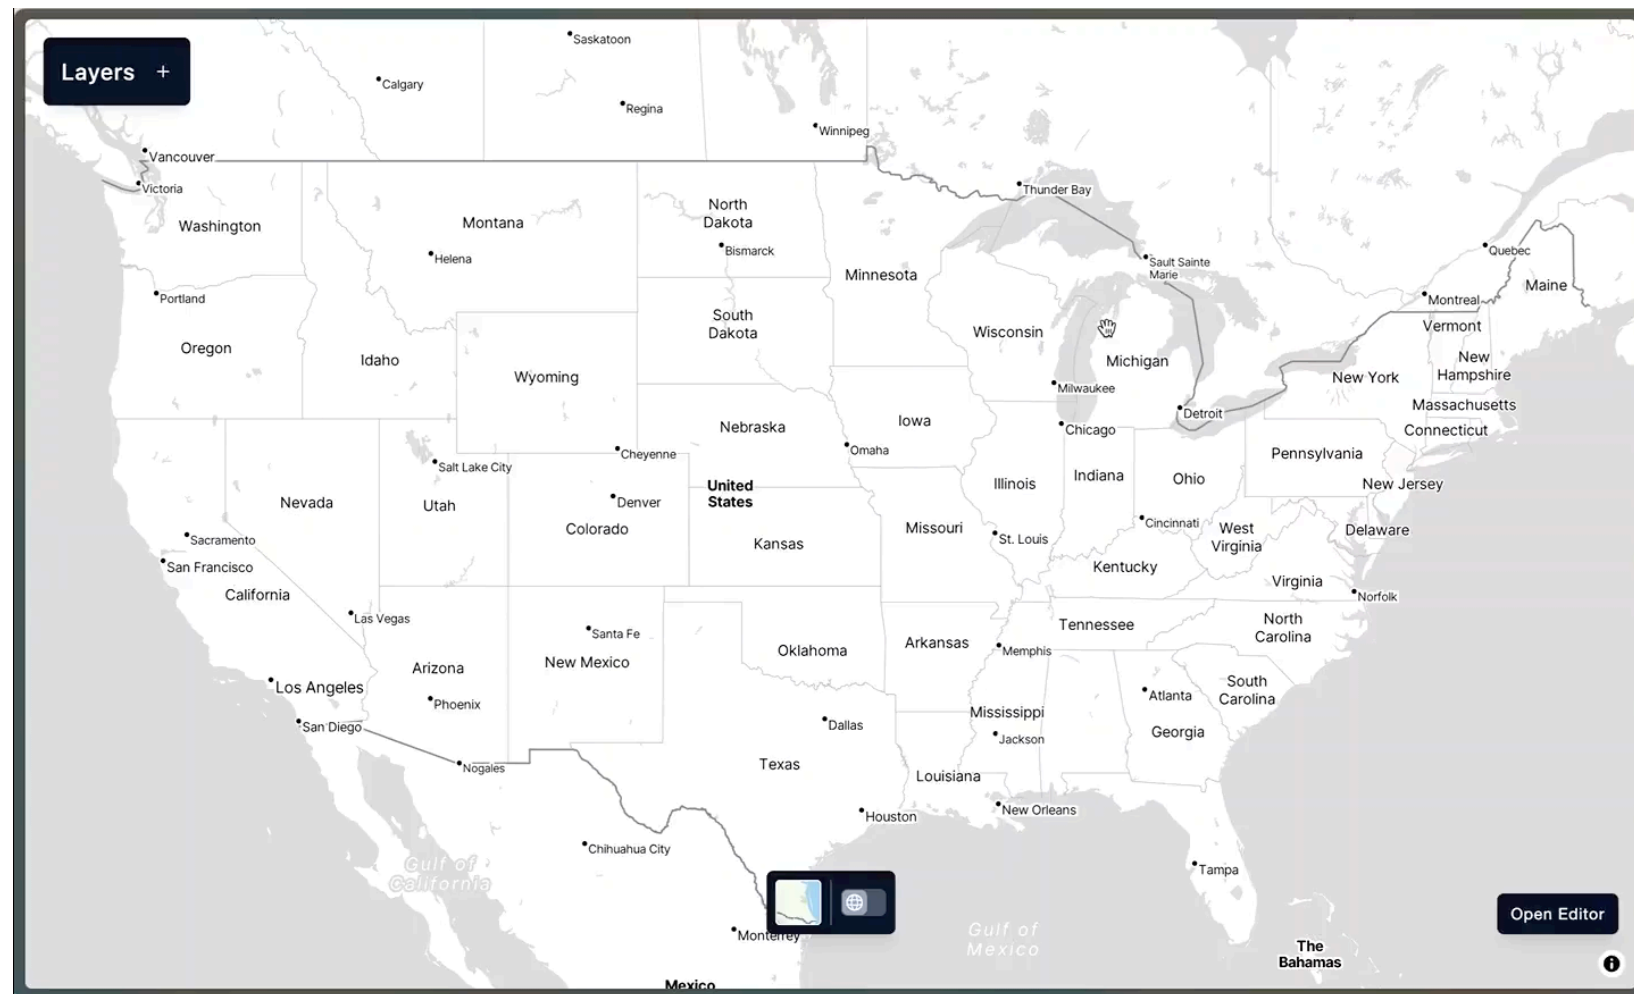 Saskatoon
Layers +
Calgary
Regina
Winnipeg
Vancouver
Victoria
Thunder Bay
Washington
Montana
North
Dakota
Bismarck
Helena
Minnesota
Sault Sainte
Marie
Quebec
Maine
Portland
Montreal
Oregon
Idaho
South
Dakota
Wisconsin
Michigan
Vermont
New
Hampshire
New York
Wyoming
Milwaukee
Massachusetts
Detroit
Connecticut
Nebraska
Iowa
Chicago
Omaha
Cheyenne
Pennsylvania
Salt Lake City
Indiana
Ohio
Illinois
New Jersey
United
States
Nevada
Utah
Denver
Colorado
Missouri
Cincinnati
West
Virginia
Delaware
Sacramento
St. Louis
Kansas
San Francisco
Kentucky
Virginia
California
Norfolk
Las Vegas
Tennessee
North
Carolina
Santa Fe
New Mexico
Arkansas
Oklahoma
Memphis
Arizona
Los Angeles
South
Carolina
Atlanta
Phoenix
Mississippi
San Diego
Dallas
Georgia
Jackson
Nogales
Texas
Louisiana
Houston
New Orleans
Chihuahua City
Gulf of
California
Tampa
Open Editor
Monterrey
Gulf of
Mexico
The
Bahamas
Mexico